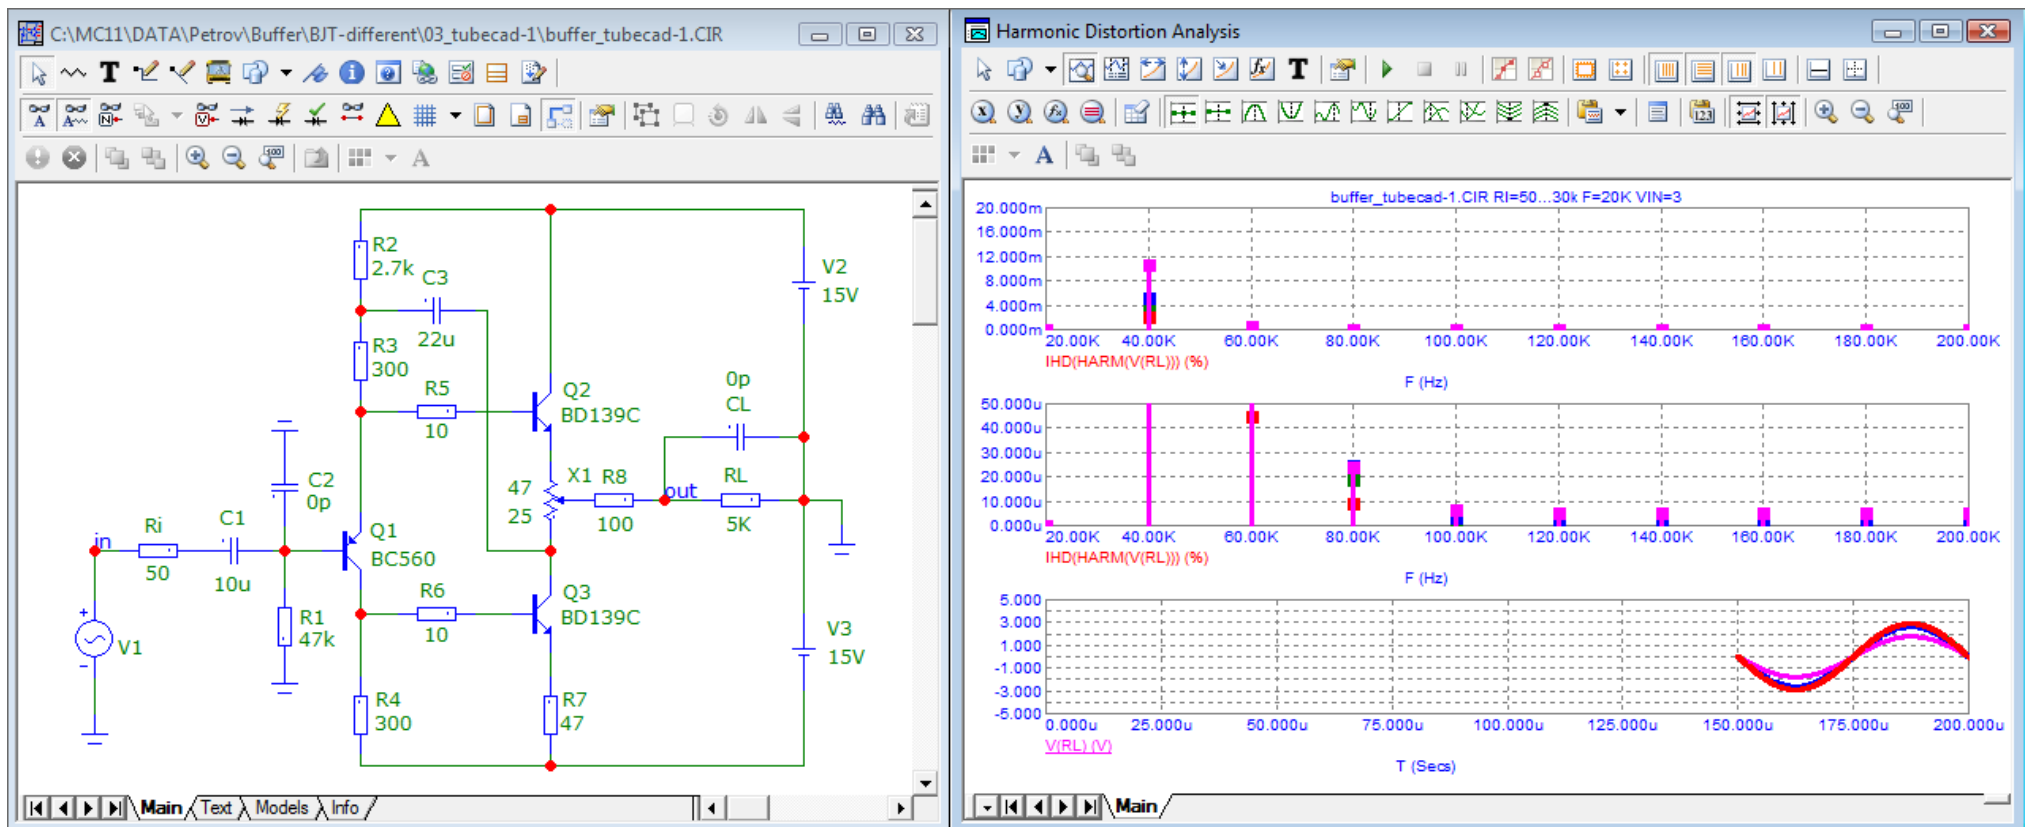 C:\MC11\DATA\Petrov\Buffer\BJT-different\03_tubecad-1\buffer_tubecad-1.CIR
R2
2.7k
C3
22u
V2
15V
R3
300
R5
10
Q2
BD139C
0p
CL
C2
0p
47
X1
R8
out
RL
25
100
5K
in
Ri
50
C1
10u
Q1
BC560
R1
47k
R6
10
Q3
BD139C
V1
V3
15V
R4
300
R7
47
Main
Text
Models
Info
Harmonic Distortion Analysis
buffer_tubecad-1.CIR RI=50...30k F=20K VIN=3
20.000m
16.000m
12.000m
8.000m
4.000m
0.000m
20.00K 40.00K 60.00K 80.00K 100.00K 120.00K 140.00K 160.00K 180.00K 200.00K
IHD(HARM(V(RL))) (%)
F (Hz)
50.000u
40.000u
30.000u
20.000u
10.000u
0.000u
20.00K 40.00K 60.00K 80.00K 100.00K 120.00K 140.00K 160.00K 180.00K 200.00K
IHD(HARM(V(RL))) (%)
F (Hz)
5.000
3.000
1.000
-1.000
-3.000
-5.000
0.000u 25.000u 50.000u 75.000u 100.000u 125.000u 150.000u 175.000u 200.000u
V(RL) (V)
T (Secs)
Main